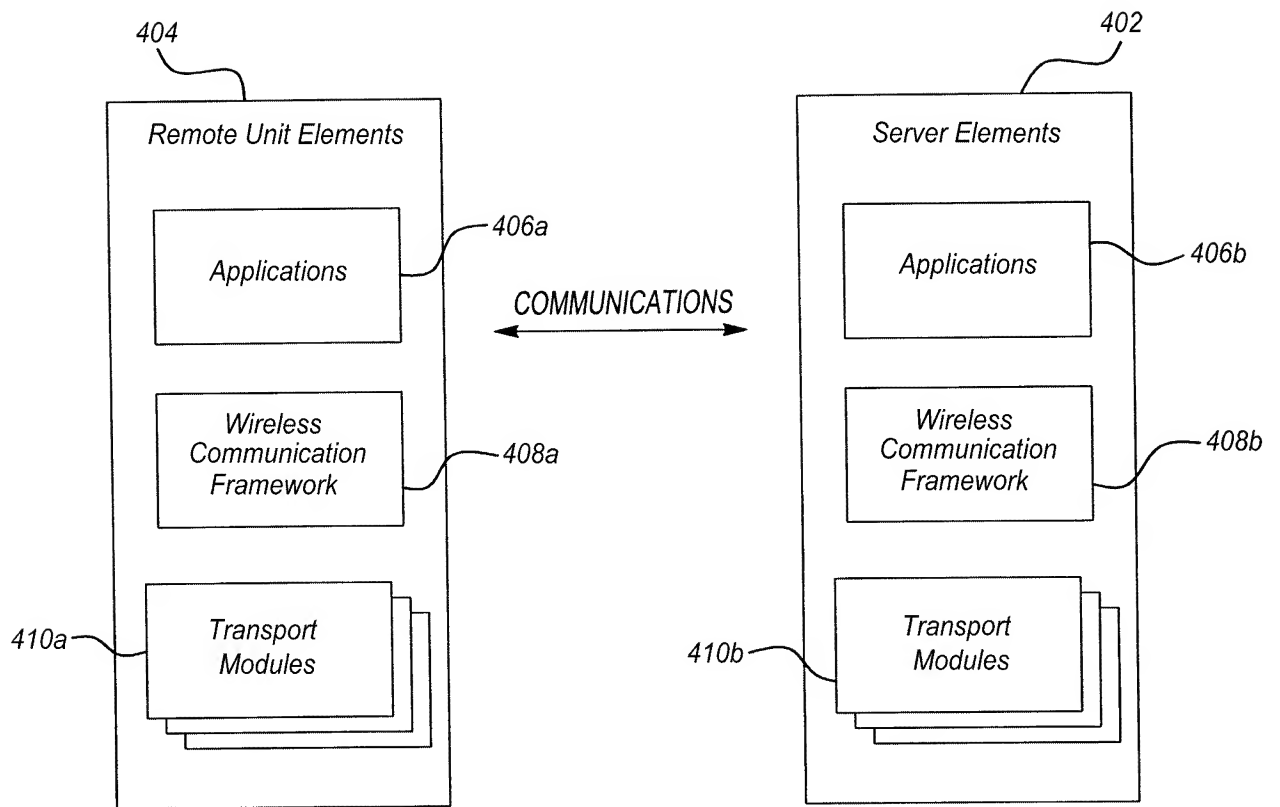 404
402
Remote Unit Elements
Server Elements
406a
Applications
Applications
406b
COMMUNICATIONS
Wireless
Communication
Framework
408a
Wireless
Communication
Framework
408b
410a
Transport
Modules
410b
Transport
Modules